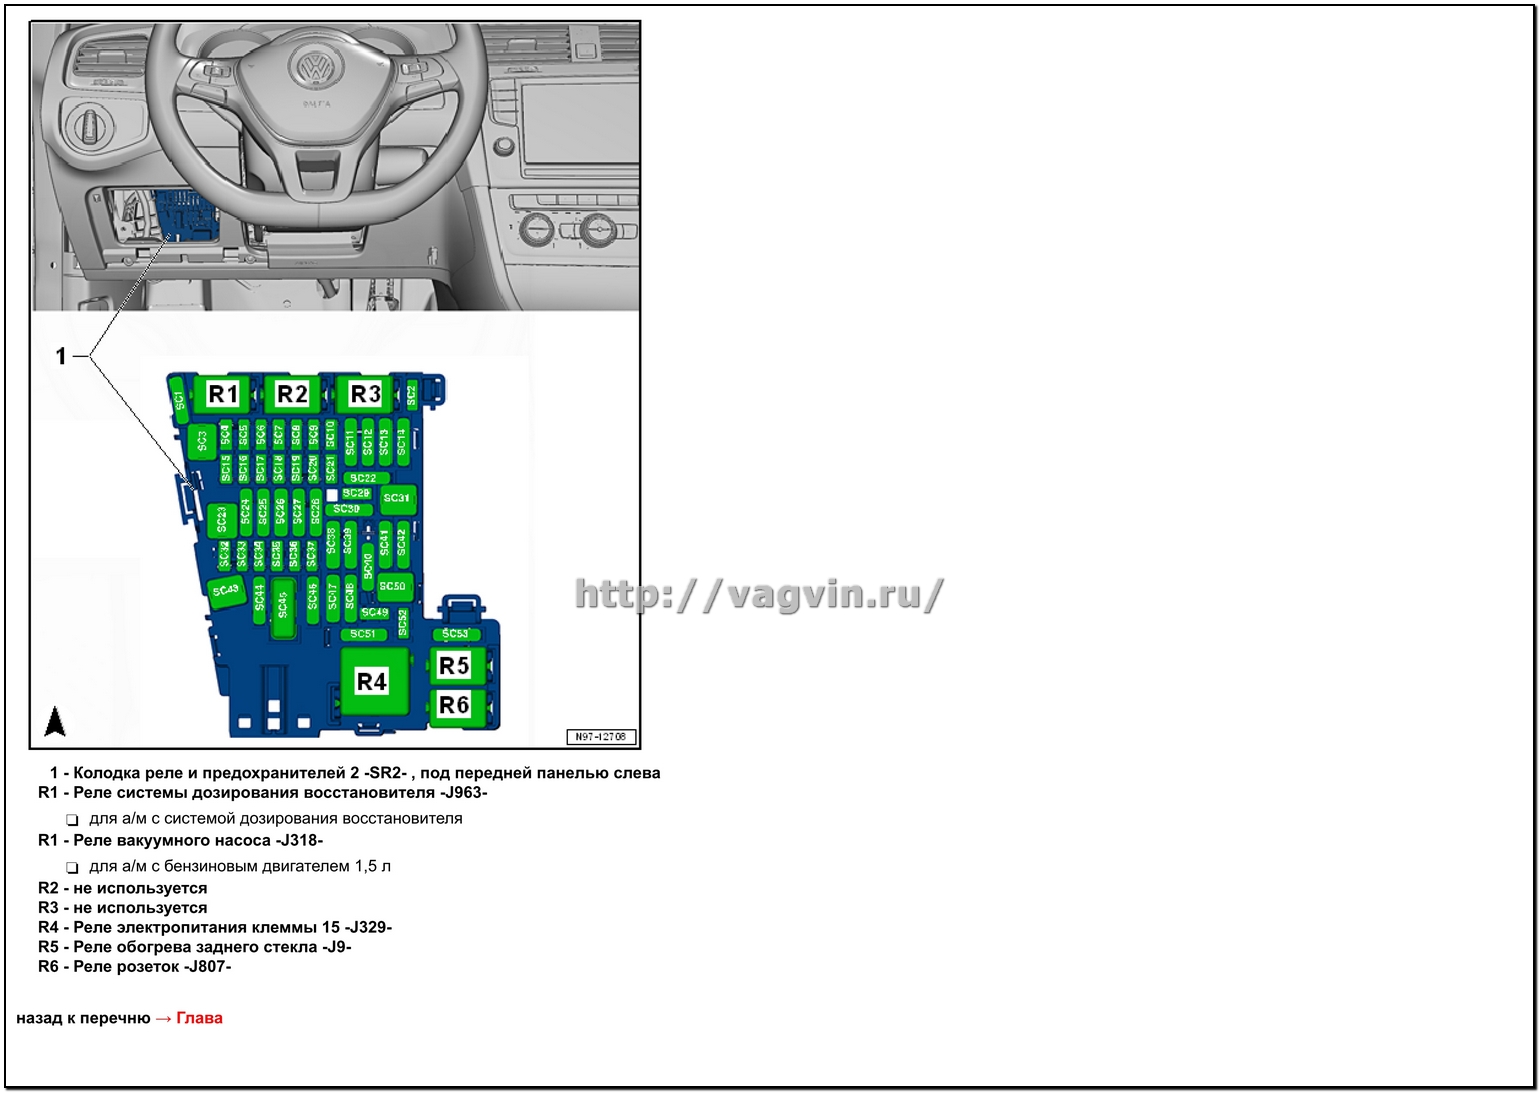 1
R1
R2
R3
SC1
SC2
SC3
SC4
SC5
SC6
SC7
SC8
SC9
SC10
SC11
SC12
SC13
SC14
SC15
SC16
SC17
SC18
SC19
SC20
SC21
SC22
SC29
SC31
SC30
SC23
SC24
SC25
SC26
SC27
SC28
SC38
SC39
SC41
SC42
SC32
SC33
SC34
SC35
SC36
SC37
SC40
SC43
SC44
SC45
SC46
SC47
SC48
SC50
SC49
SC52
SC51
SC53
R4
R5
R6
N97-12708
http://vagvin.ru/
1 - Колодка реле и предохранителей 2 -SR2- , под передней панелью слева
R1 - Реле системы дозирования восстановителя -J963-
❑ для а/м с системой дозирования восстановителя
R1 - Реле вакуумного насоса -J318-
❑ для а/м с бензиновым двигателем 1,5 л
R2 - не используется
R3 - не используется
R4 - Реле электропитания клеммы 15 -J329-
R5 - Реле обогрева заднего стекла -J9-
R6 - Реле розеток -J807-
назад к перечню → Глава